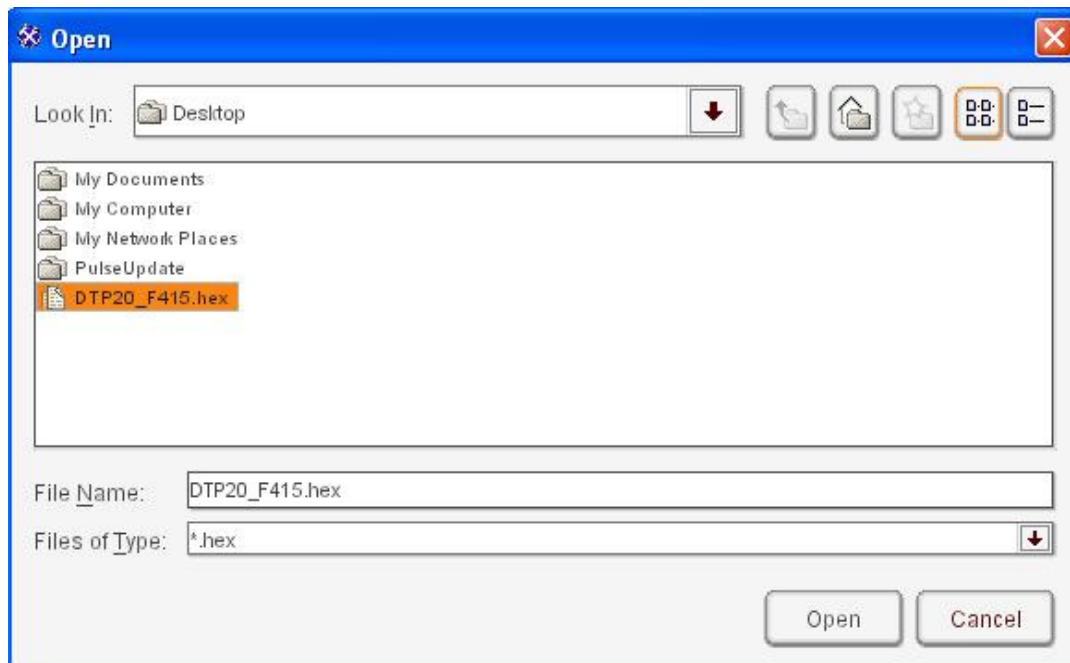 Open
Look In: Desktop
My Documents
My Computer
My Network Places
PulseUpdate
DTP20_F415.hex
File Name: DTP20_F415.hex
Files of Type: *.hex
Open Cancel